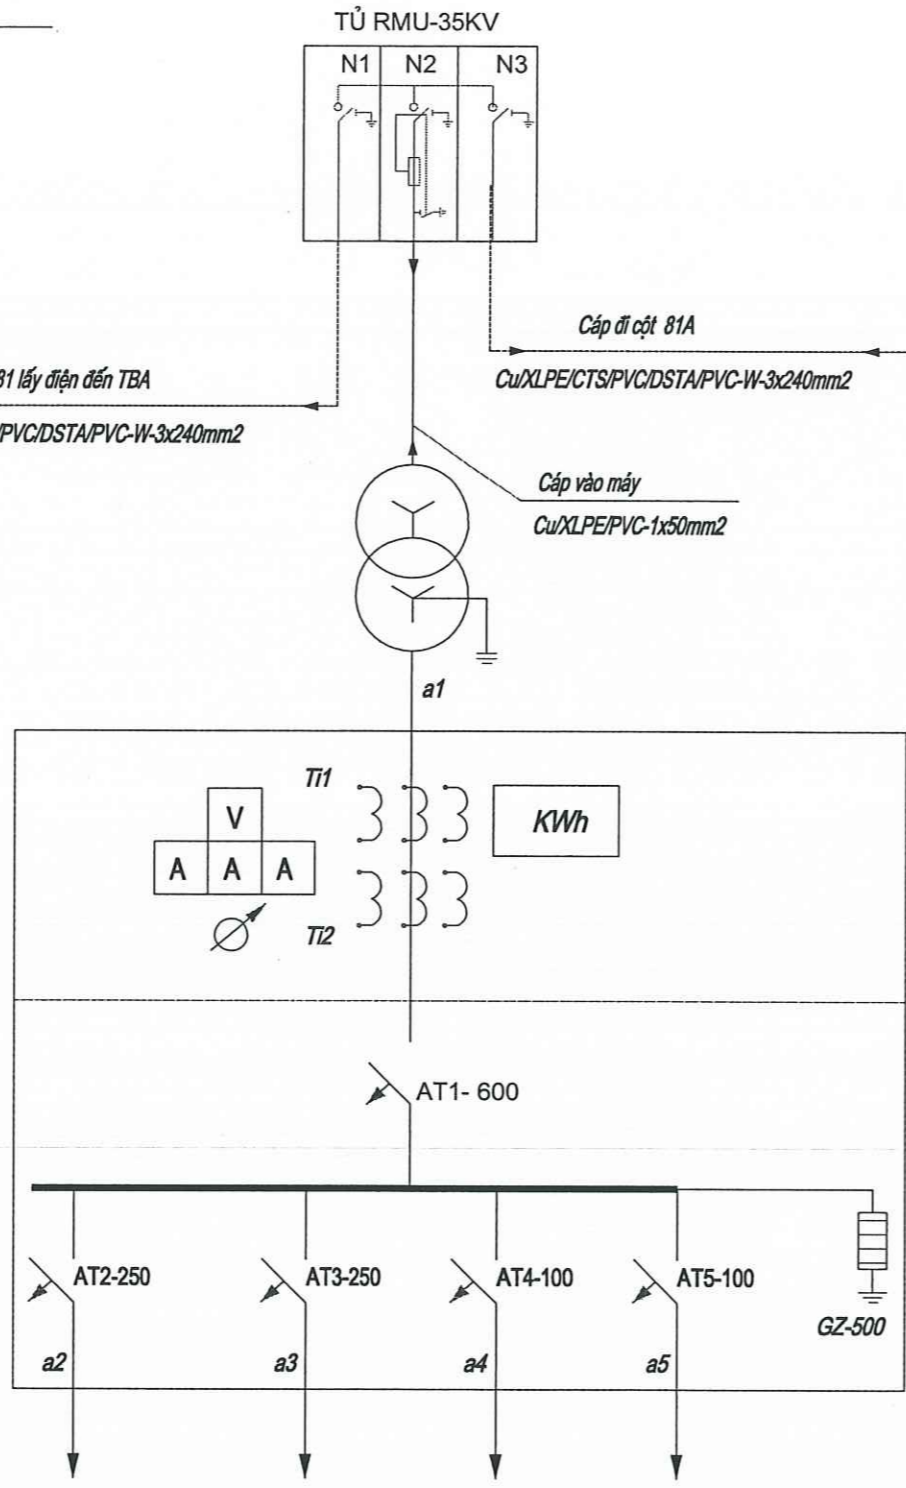 TỦ RMU-35KV
N1 N2 N3
Cáp đi cột 81A
Cu/XLPE/CTS/PVC/DSTA/PVC-W-3x240mm2
lấy điện đến TBA
/PVC/DSTA/PVC-W-3x240mm2
Cáp vào máy
Cu/XLPE/PVC-1x50mm2
a1
Ti1
V
KWh
A A A
Ti2
AT1- 600
AT2-250
AT3-250
AT4-100
AT5-100
GZ-500
a2
a3
a4
a5